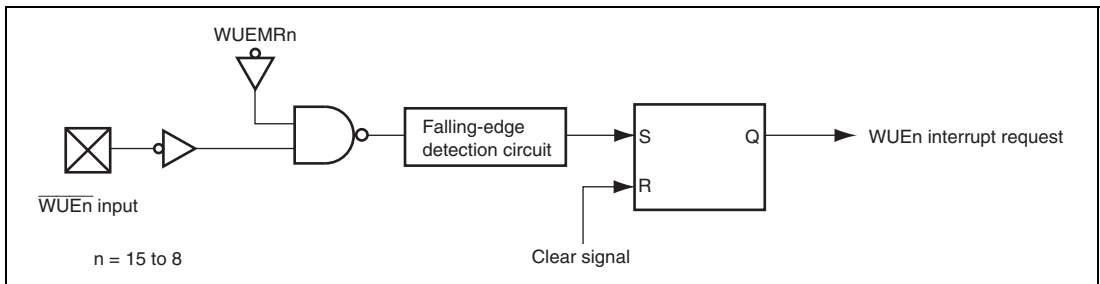 WUEMRn
Falling-edge
detection circuit
S
Q
WUEn interrupt request
R
WUEn input
Clear signal
n = 15 to 8